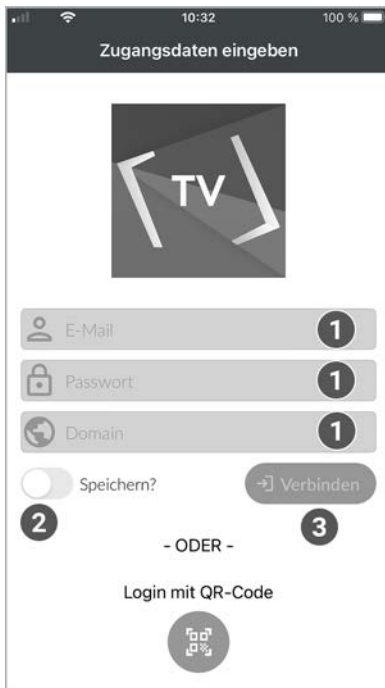 10:32
100 %
Zugangsdaten eingeben
TV
E-Mail 1
Passwort 1
Domain 1
Speichern? Verbinden
2 3
- ODER -
Login mit QR-Code